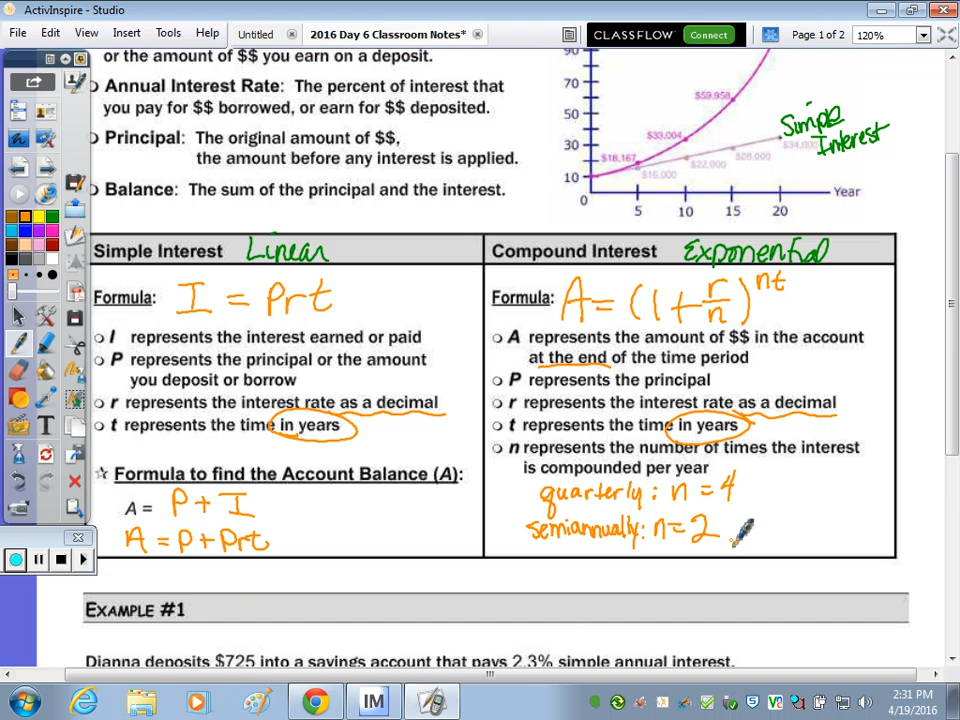 ActivInspire - Studio
File Edit View Insert Tools Help Untitled 2016 Day 6 Classroom Notes* CLASSFLOW Connect Page 1 of 2 120%
or the amount of $$ you earn on a deposit.
Annual Interest Rate: The percent of interest that
you pay for $$ borrowed, or earn for $$ deposited.
Principal: The original amount of $$,
the amount before any interest is applied.
Balance: The sum of the principal and the interest.
90
70
50
30
10
0
5 10 15 20
Year
$18,167
$33,004
$59,958
$16,000
$22,000
$28,000
$34,000
Simple
Interest
Simple Interest Linear
Formula: I = Prt
I represents the interest earned or paid
P represents the principal or the amount
you deposit or borrow
r represents the interest rate as a decimal
t represents the time in years
☆ Formula to find the Account Balance (A):
A = P + I
A = P + Prt
Compound Interest Exponential
Formula: A = (1 + r/n)^nt
A represents the amount of $$ in the account
at the end of the time period
P represents the principal
r represents the interest rate as a decimal
t represents the time in years
n represents the number of times the interest
is compounded per year
quarterly: n = 4
semiannually: n = 2
EXAMPLE #1
Dianna deposits $725 into a savings account that pays 2.3% simple annual interest.
IM
2:31 PM
4/19/2016